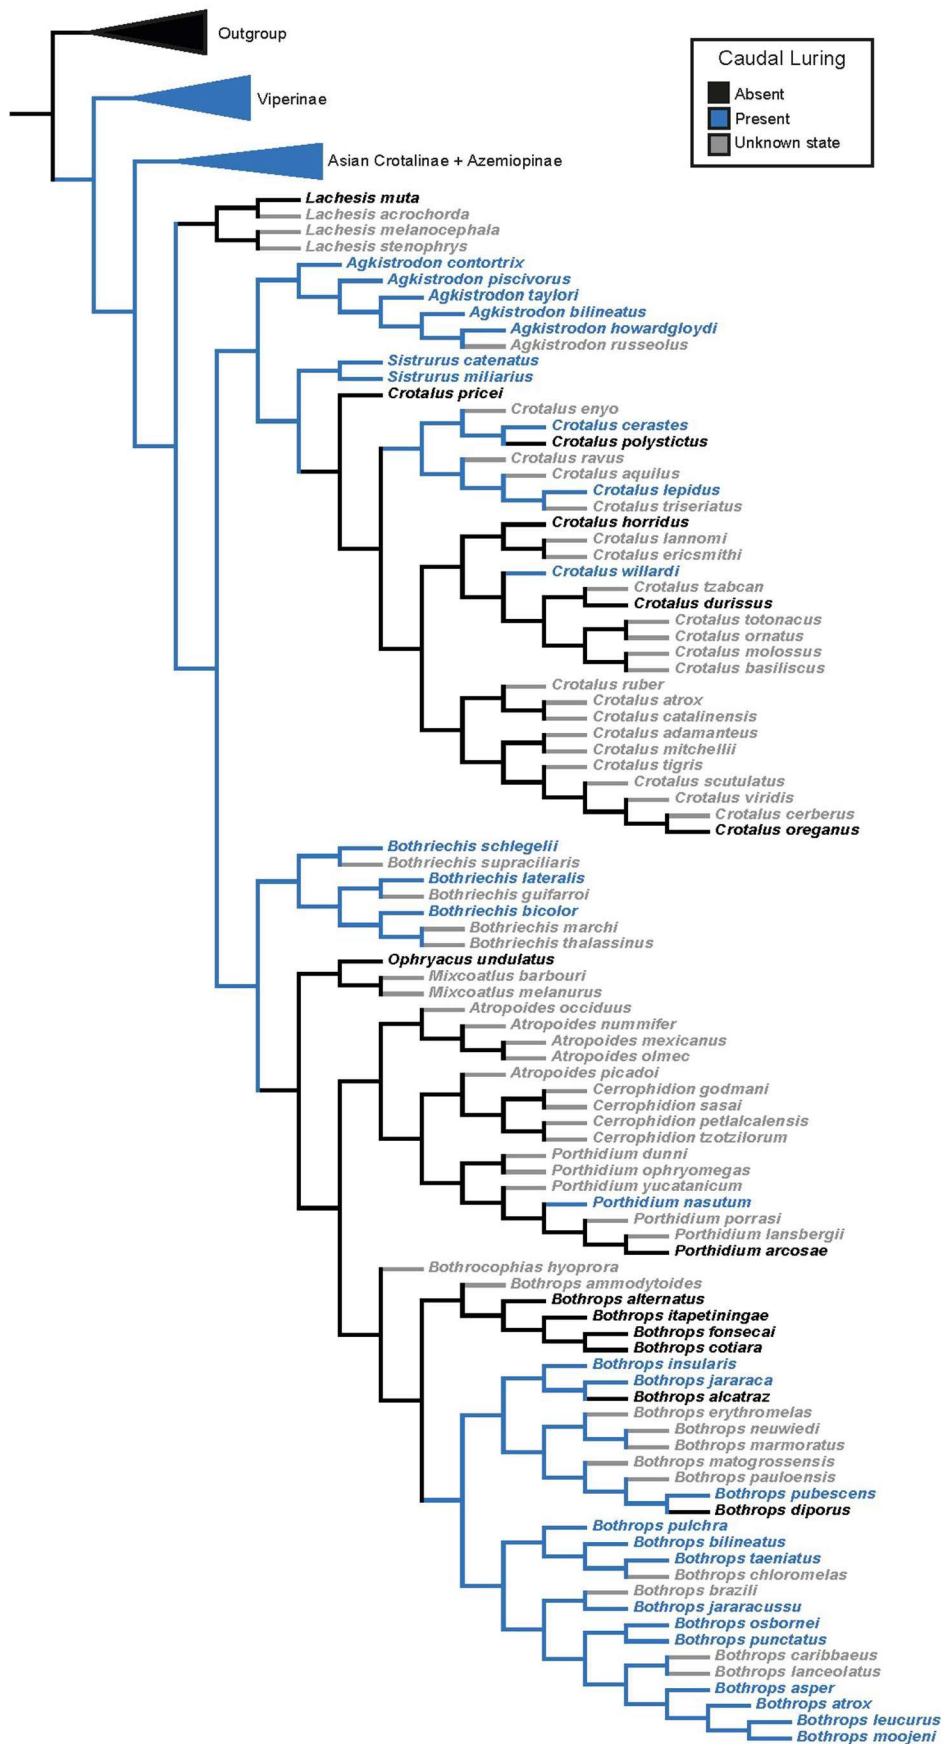 Outgroup
Caudal Luring
Absent
Present
Unknown state
Viperinae
Asian Crotalinae + Azemiopinae
Lachesis muta
Lachesis acrochorda
Lachesis melanocephala
Lachesis stenophrys
Agkistrodon contortrix
Agkistrodon piscivorus
Agkistrodon taylori
Agkistrodon bilineatus
Agkistrodon howardgloydi
Agkistrodon russeolus
Sistrurus catenatus
Sistrurus miliarius
Crotalus pricei
Crotalus enyo
Crotalus cerastes
Crotalus polystictus
Crotalus ravus
Crotalus aquilus
Crotalus lepidus
Crotalus triseriatus
Crotalus horridus
Crotalus lannomi
Crotalus ericsmithi
Crotalus willardi
Crotalus tzabcan
Crotalus durissus
Crotalus totonacus
Crotalus ornatus
Crotalus molossus
Crotalus basiliscus
Crotalus ruber
Crotalus atrox
Crotalus catalinensis
Crotalus adamanteus
Crotalus mitchellii
Crotalus tigris
Crotalus scutulatus
Crotalus viridis
Crotalus cerberus
Crotalus oreganus
Bothriechis schlegelii
Bothriechis supraciliaris
Bothriechis lateralis
Bothriechis guifarroi
Bothriechis bicolor
Bothriechis marchi
Bothriechis thalassinus
Ophryacus undulatus
Mixcoatlus barbouri
Mixcoatlus melanurus
Atropoides occiduus
Atropoides nummifer
Atropoides mexicanus
Atropoides olmec
Atropoides picadoi
Cerrophidion godmani
Cerrophidion sasai
Cerrophidion petlalcalensis
Cerrophidion tzotzilorum
Porthidium dunni
Porthidium ophryomegas
Porthidium yucatanicum
Porthidium nasutum
Porthidium porrasi
Porthidium lansbergii
Porthidium arcosae
Bothrocophias hyoprora
Bothrops ammodytoides
Bothrops alternatus
Bothrops itapetiningae
Bothrops fonsecai
Bothrops cotiara
Bothrops insularis
Bothrops jararaca
Bothrops alcatraz
Bothrops erythromelas
Bothrops neuwiedi
Bothrops marmoratus
Bothrops matogrossensis
Bothrops pauloensis
Bothrops pubescens
Bothrops diporus
Bothrops pulchra
Bothrops bilineatus
Bothrops taeniatus
Bothrops chloromelas
Bothrops brazili
Bothrops jararacussu
Bothrops osbornei
Bothrops punctatus
Bothrops caribbaeus
Bothrops lanceolatus
Bothrops asper
Bothrops atrox
Bothrops leucurus
Bothrops moojeni